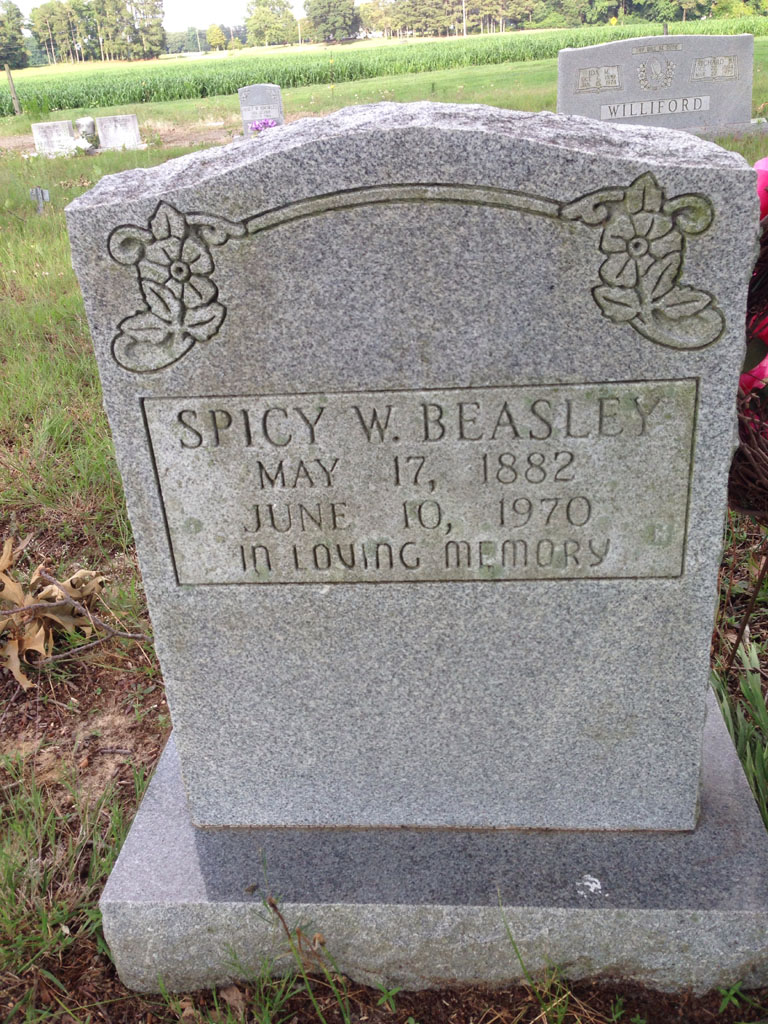 WILLIFORD
SPICY W. BEASLEY
MAY 17, 1882
JUNE 10, 1970
IN LOVING MEMORY